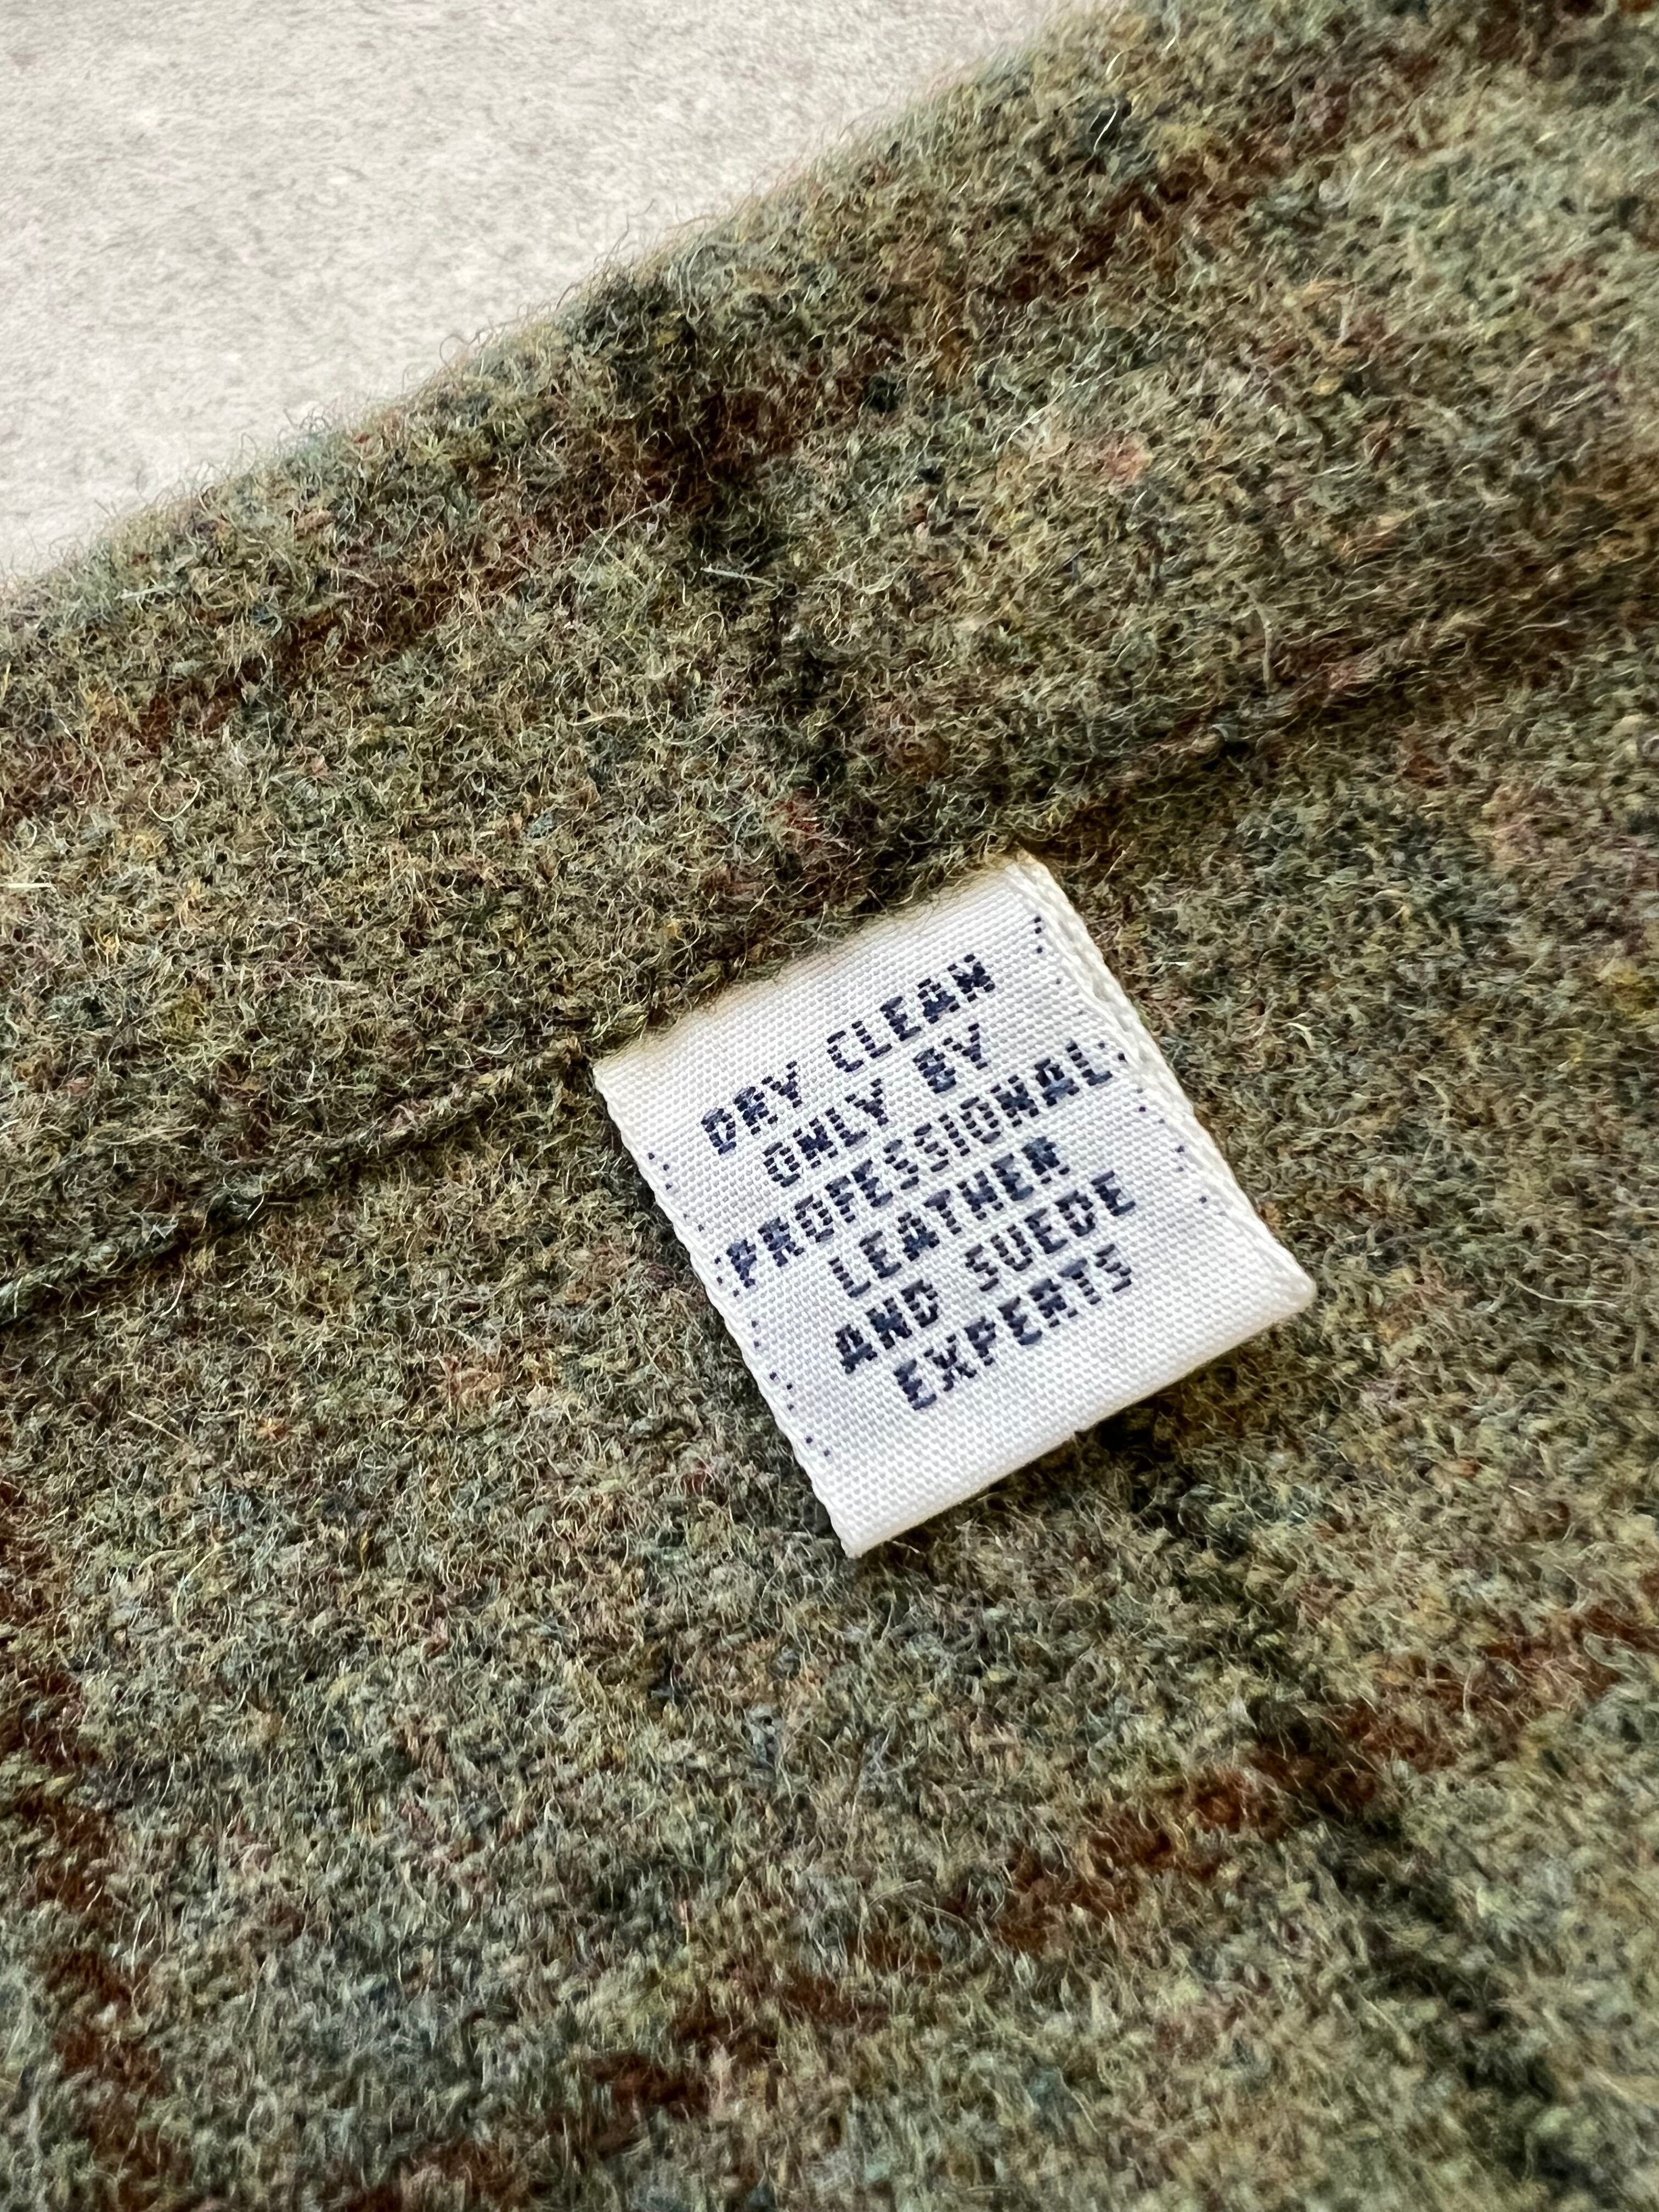 DRY CLEAN
ONLY BY
PROFESSIONAL
LEATHER
AND SUEDE
EXPERTS